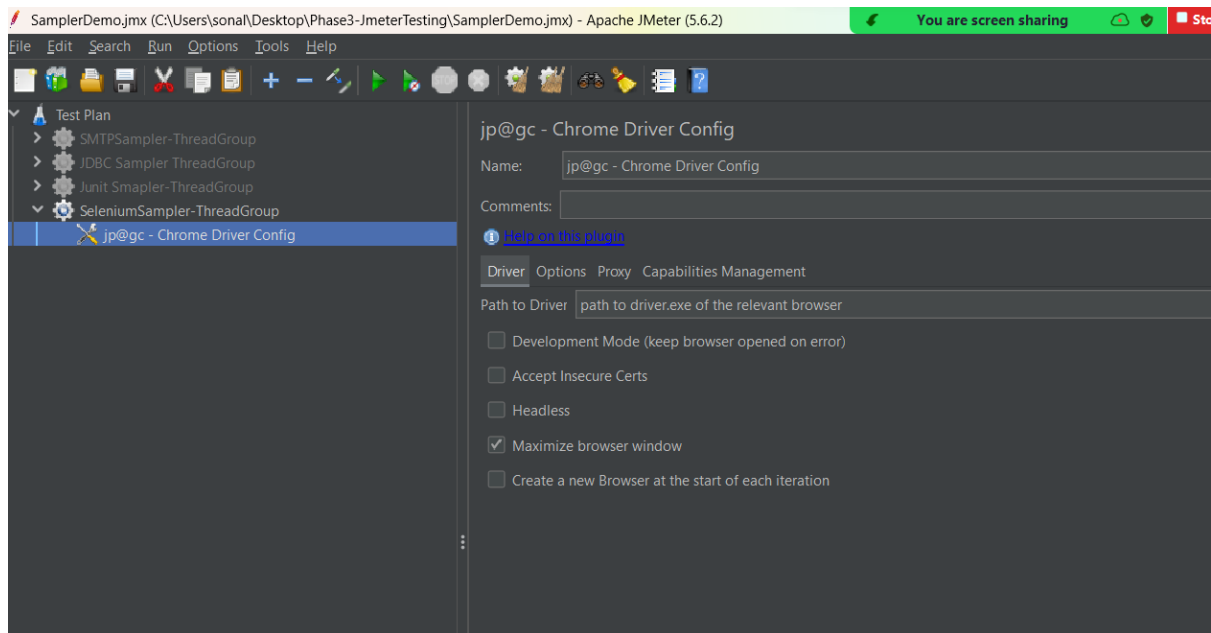 SamplerDemo.jmx (C:\Users\sonal\Desktop\Phase3-JmeterTesting\SamplerDemo.jmx) - Apache JMeter (5.6.2)
You are screen sharing
Sto
File Edit Search Run Options Tools Help
Test Plan
SMTPSampler-ThreadGroup
JDBC Sampler ThreadGroup
Junit Smapler-ThreadGroup
SeleniumSampler-ThreadGroup
jp@gc - Chrome Driver Config
jp@gc - Chrome Driver Config
Name: jp@gc - Chrome Driver Config
Comments:
Help on this plugin
Driver Options Proxy Capabilities Management
Path to Driver path to driver.exe of the relevant browser
Development Mode (keep browser opened on error)
Accept Insecure Certs
Headless
Maximize browser window
Create a new Browser at the start of each iteration